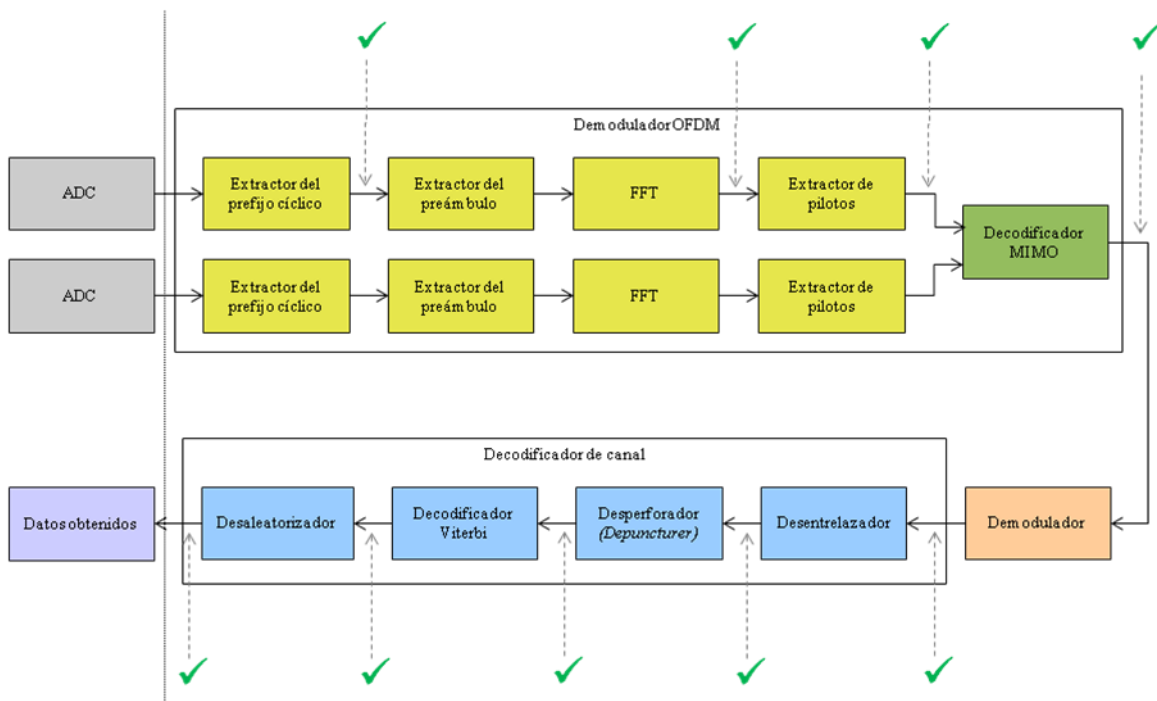 Demodulador OFDM
ADC
Extractor del
prefijo cíclico
Extractor del
preámbulo
FFT
Extractor de
pilotos
Decodificador
MIMO
ADC
Extractor del
prefijo cíclico
Extractor del
preámbulo
FFT
Extractor de
pilotos
Decodificador de canal
Datos obtenidos
Desaleatorizador
Decodificador
Viterbi
Desperforador
(Depuncturer)
Desentrelazador
Demodulador